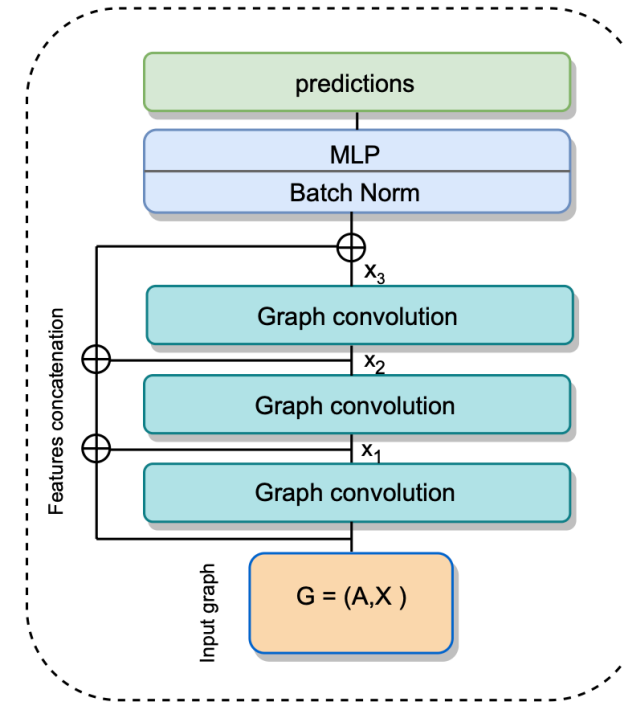 predictions
MLP
Batch Norm
x3
Graph convolution
x2
Graph convolution
x1
Graph convolution
G = (A,X )
Features concatenation
Input graph